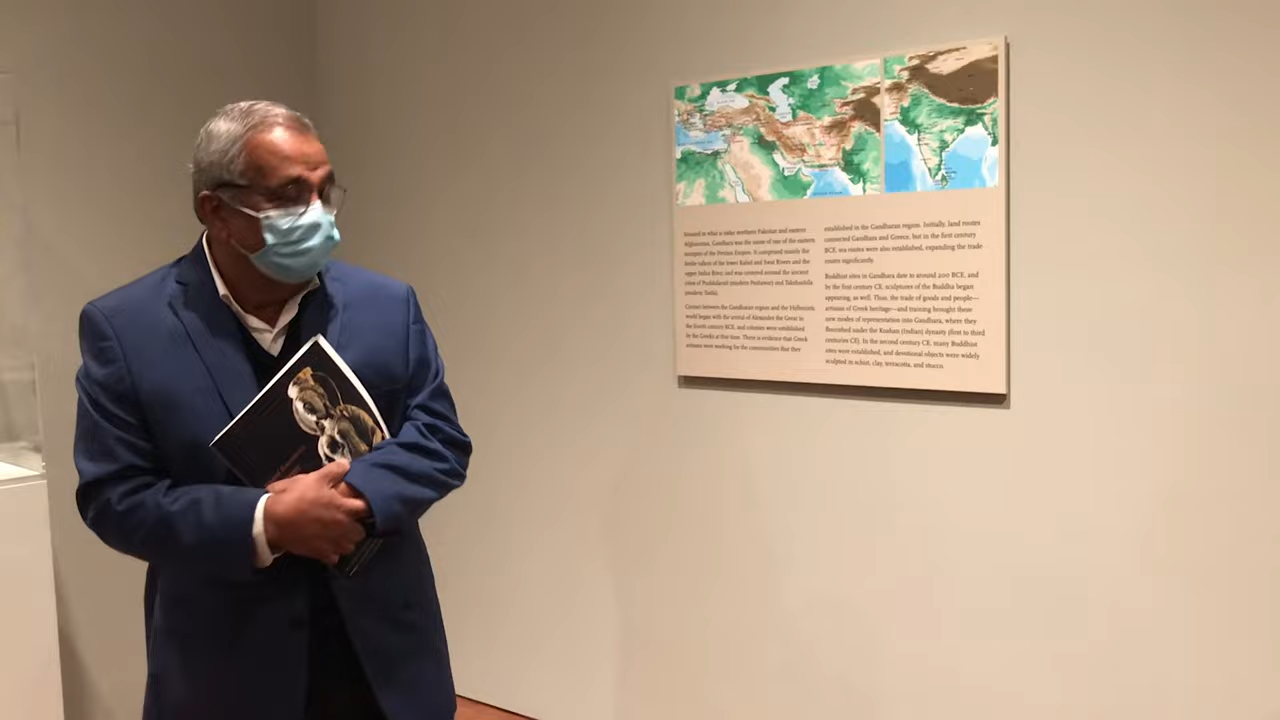 Located in what is today northern Pakistan and eastern
Afghanistan, Gandhara was the name of one of the eastern
satrapies of the Persian Empire. It comprised mainly the
fertile valleys of the lower Kabul and Swat Rivers and the
upper Indus River, and was centered around the ancient
cities of Pushkalavati (modern Peshawar) and Takshashila
(modern Taxila).
Contact between the Gandharan region and the Hellenistic
world began with the arrival of Alexander the Great in
the fourth century BCE, and colonies were established
by the Greeks at that time. There is evidence that Greek
artisans were working for the communities that they
established in the Gandharan region. Initially, land routes
connected Gandhara and Greece, but in the first century
BCE, sea routes were also established, expanding the trade
routes significantly.
Buddhist sites in Gandhara date to around 200 BCE, and
by the first century CE, sculptures of the Buddha began
appearing, as well. Thus, the trade of goods and people—
artisans of Greek heritage—and training brought these
new modes of representation into Gandhara, where they
flourished under the Kushan (Indian) dynasty (first to third
centuries CE). In the second century CE, many Buddhist
sites were established, and devotional objects were widely
sculpted in schist, clay, terracotta, and stucco.